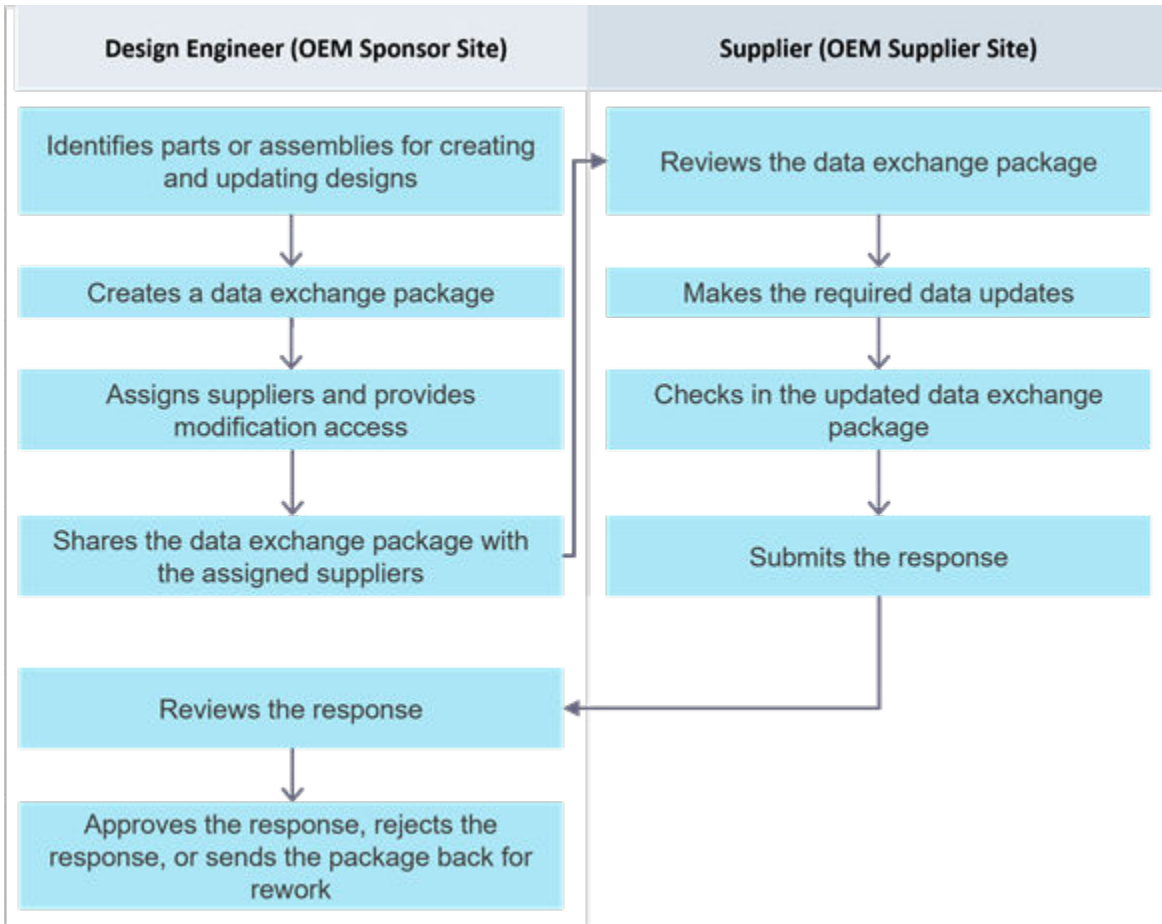 Design Engineer (OEM Sponsor Site)
Supplier (OEM Supplier Site)
Identifies parts or assemblies for creating
and updating designs
Creates a data exchange package
Assigns suppliers and provides
modification access
Shares the data exchange package with
the assigned suppliers
Reviews the data exchange package
Makes the required data updates
Checks in the updated data exchange
package
Submits the response
Reviews the response
Approves the response, rejects the
response, or sends the package back for
rework